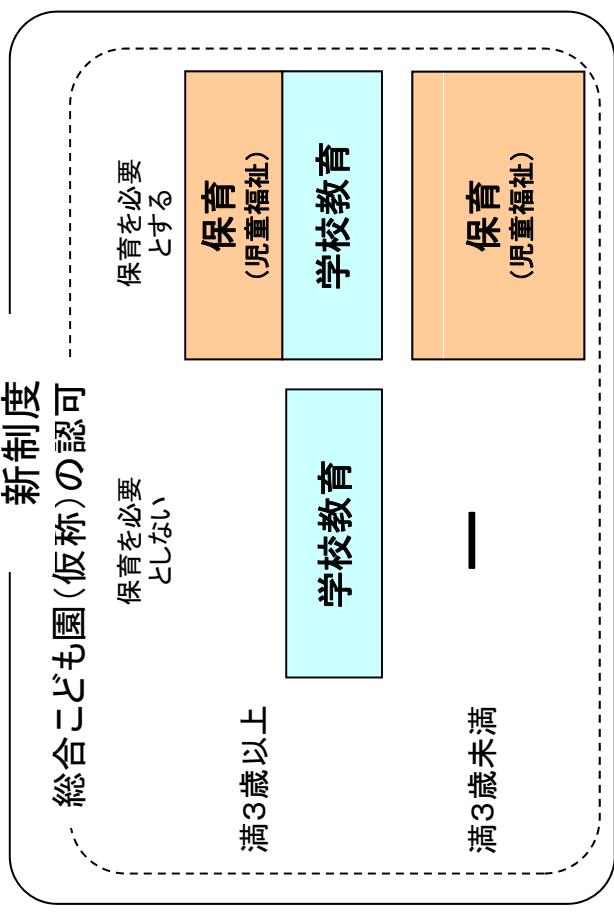 新制度
総合こども園(仮称)の認可
保育を必要
としない
保育を必要
とする
満3歳以上
学校教育
保育
(児童福祉)
学校教育
満3歳未満
ー
保育
(児童福祉)